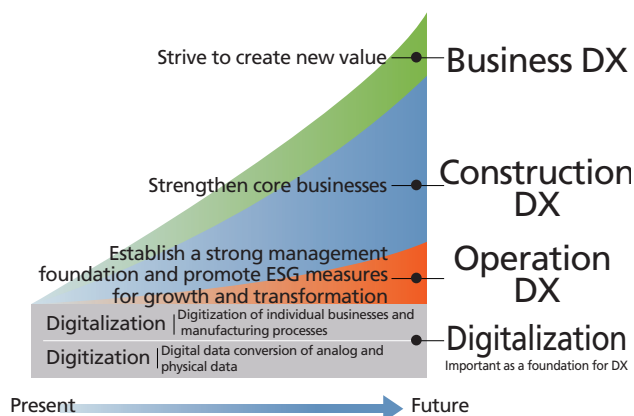 Strive to create new value
Business DX
Strengthen core businesses
Construction
DX
Establish a strong management
foundation and promote ESG measures
for growth and transformation
Operation
DX
Digitalization
Digitization of individual businesses and
manufacturing processes
Digitization
Digital data conversion of analog and
physical data
Digitalization
Important as a foundation for DX
Present
Future